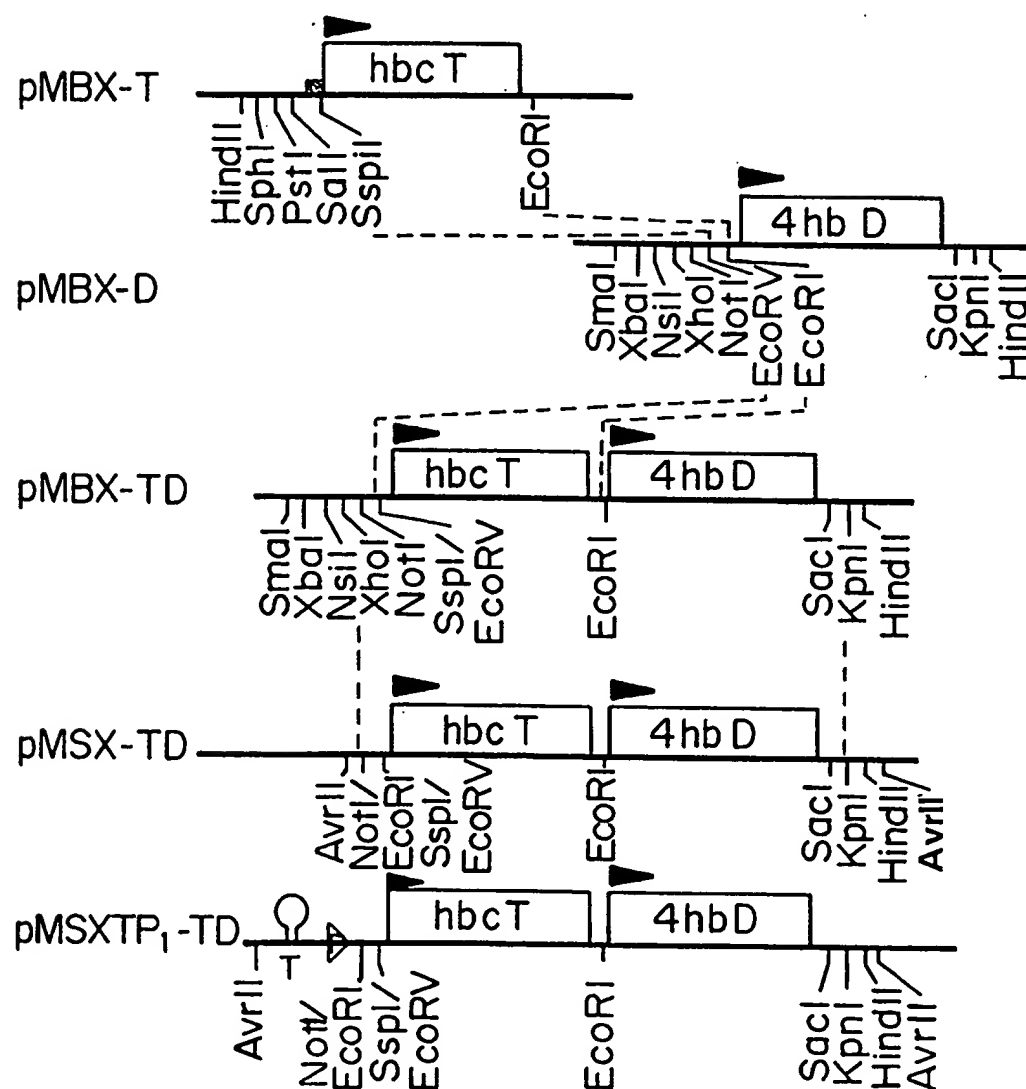 pMBX-T
hbcT
HindII
SphI
PstI
SalI
SspiI
EcoRI
pMBX-D
4hbD
SmaI
XbaI
NsiI
XhoI
NotI
EcoRV
EcoRI
SacI
KpnI
HindII
pMBX-TD
hbcT
4hbD
SmaI
XbaI
NsiI
XhoI
NotI
SspI/
EcoRV
EcoRI
SacI
KpnI
HindII
pMSX-TD
hbcT
4hbD
AvrII
NotI/
EcoRI
SspI/
EcoRV
EcoRI
SacI
KpnI
HindII
AvrII
pMSXTP₁-TD
hbcT
4hbD
T
AvrII
NotI/
EcoRI
SspI/
EcoRV
EcoRI
SacI
KpnI
HindII
AvrII